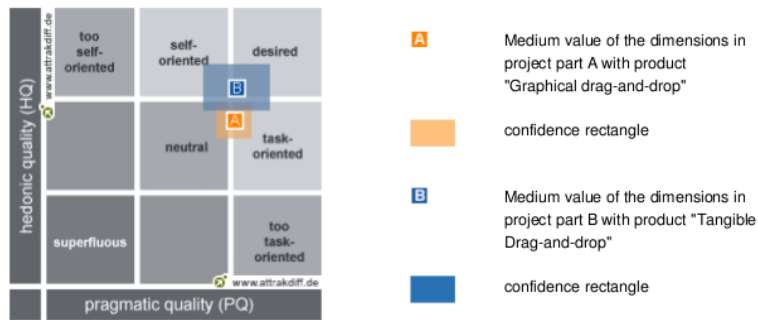 hedonic quality (HQ)
www.attrakdiff.de
too
self-
oriented
self-
oriented
desired
B
A
neutral
task-
oriented
superfluous
too
task-
oriented
www.attrakdiff.de
pragmatic quality (PQ)
A
Medium value of the dimensions in
project part A with product
"Graphical drag-and-drop"
confidence rectangle
B
Medium value of the dimensions in
project part B with product "Tangible
Drag-and-drop"
confidence rectangle